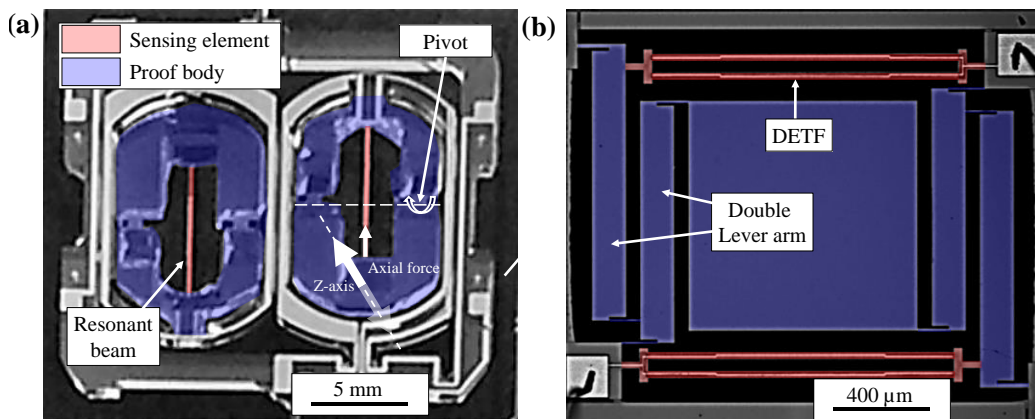 (a)
Sensing element
Proof body
Pivot
Axial force
Z-axis
Resonant
beam
5 mm
(b)
DETF
Double
Lever arm
400 µm